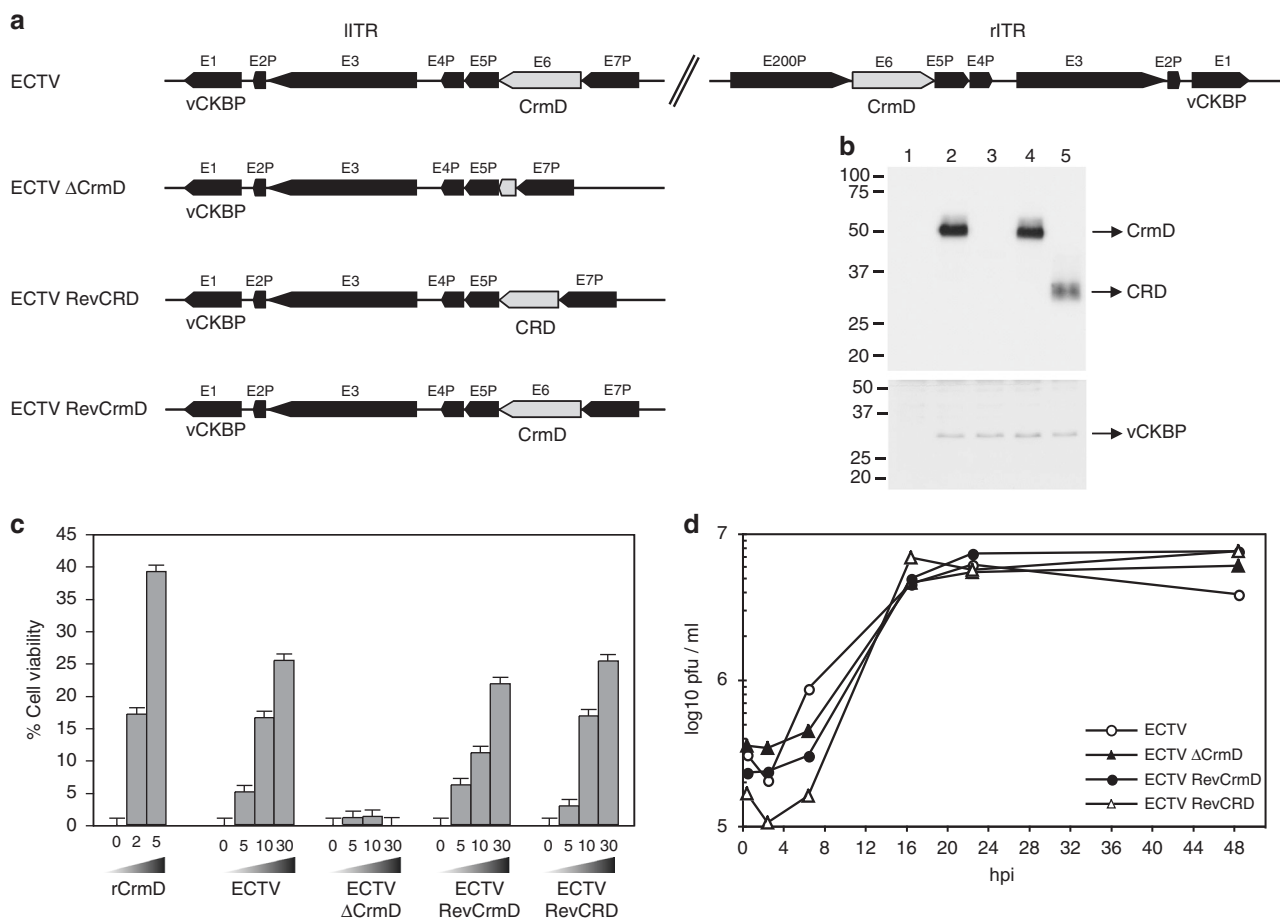 a
lITR rITR
E1 E2P E3 E4P E5P E6 E7P E200P E6 E5P E4P E3 E2P E1
ECTV
vCKBP CrmD CrmD vCKBP
E1 E2P E3 E4P E5P E7P
ECTV ΔCrmD
vCKBP
E1 E2P E3 E4P E5P E7P
ECTV RevCRD
vCKBP CRD
E1 E2P E3 E4P E5P E6 E7P
ECTV RevCrmD
vCKBP CrmD
b
1 2 3 4 5
100
75
50 CrmD
37
CRD
25
20
50
37
vCKBP
25
20
c
% Cell viability
45
40
35
30
25
20
15
10
5
0
0 2 5 0 5 10 30 0 5 10 30 0 5 10 30 0 5 10 30
rCrmD ECTV ECTV ECTV ECTV
ΔCrmD RevCrmD RevCRD
d
log10 pfu / ml
7
6
5
0 4 8 12 16 20 24 28 32 36 40 44 48
hpi
ECTV
ECTV ΔCrmD
ECTV RevCrmD
ECTV RevCRD